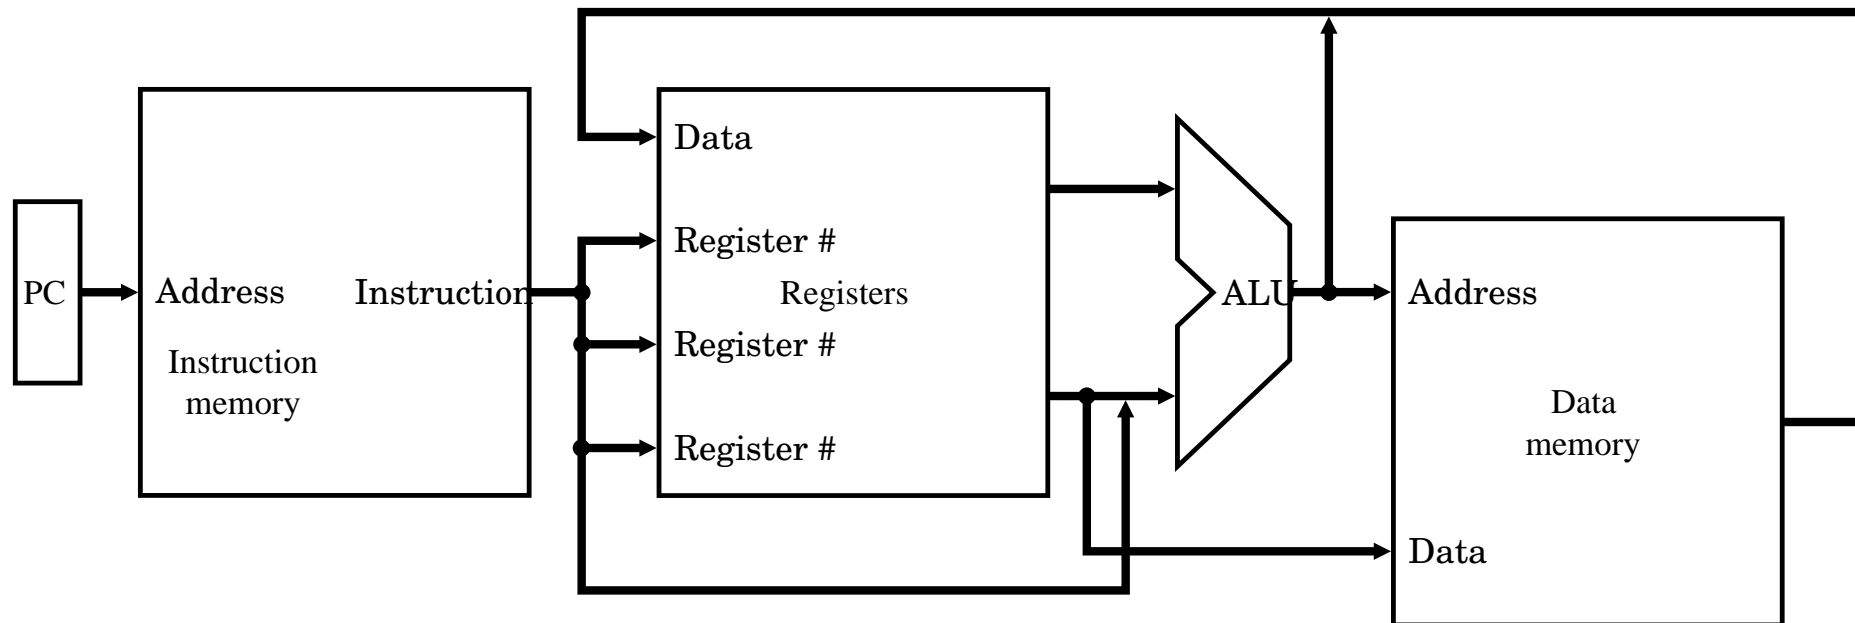 PC
Address
Instruction
Instruction
memory
Data
Register #
Registers
Register #
Register #
ALU
Address
Data
memory
Data